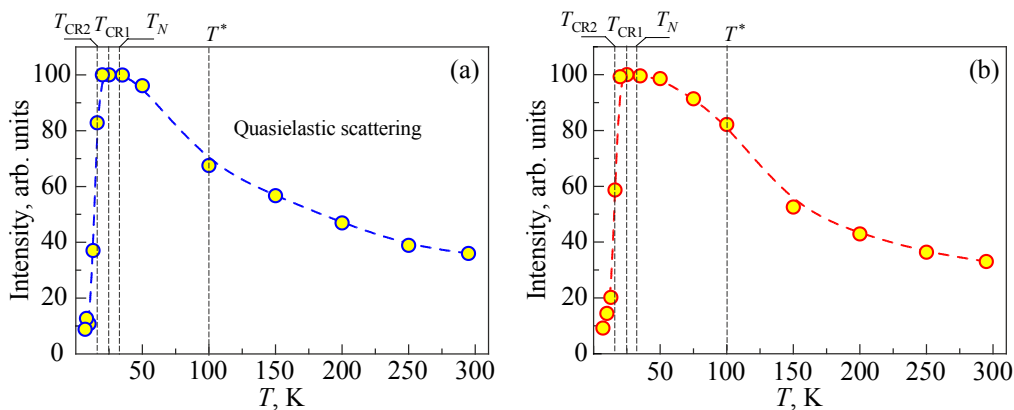 T_CR2 T_CR1 T_N T*
(a)
Quasielastic scattering
Intensity, arb. units
100
80
60
40
20
0
50 100 150 200 250 300
T, K
T_CR2 T_CR1 T_N T*
(b)
Intensity, arb. units
100
80
60
40
20
0
50 100 150 200 250 300
T, K